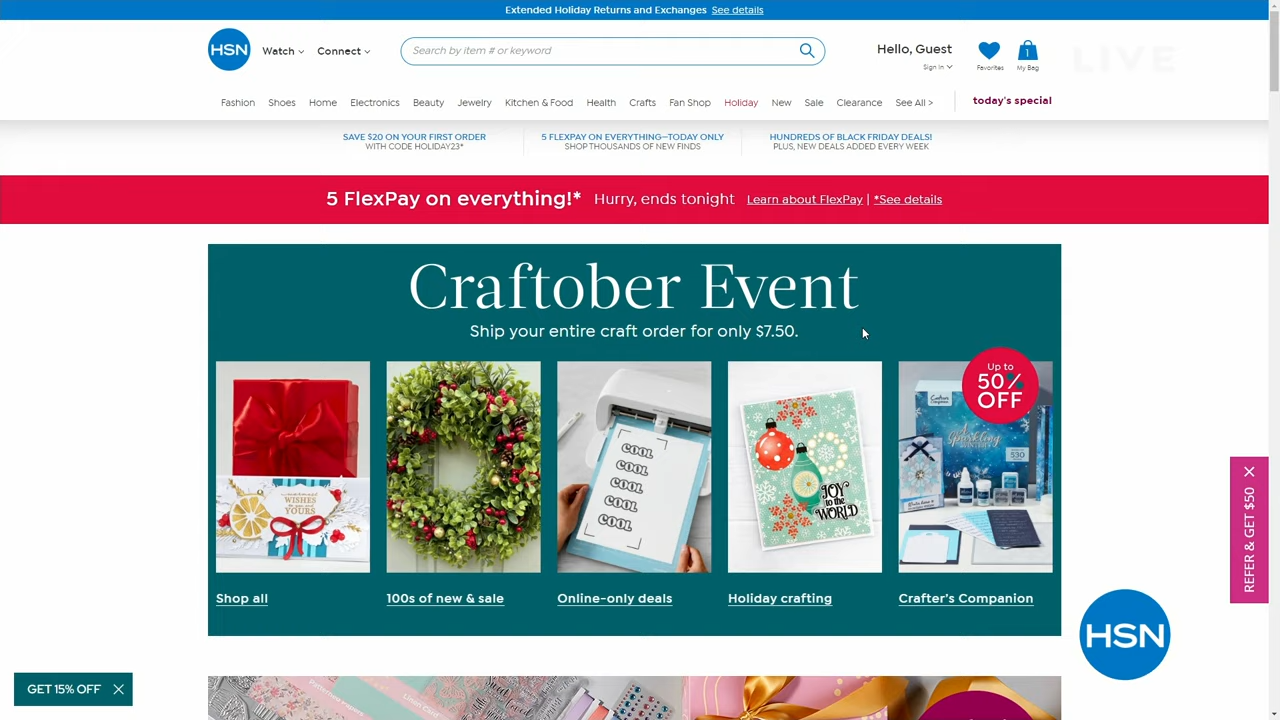 Extended Holiday Returns and Exchanges See details
HSN
Watch
Connect
Search by item # or keyword
Hello, Guest
Sign In
Favorites
1
My Bag
LIVE
Fashion Shoes Home Electronics Beauty Jewelry Kitchen & Food Health Crafts Fan Shop Holiday New Sale Clearance See All >
today's special
SAVE $20 ON YOUR FIRST ORDER
WITH CODE HOLIDAY23*
5 FLEXPAY ON EVERYTHING—TODAY ONLY
SHOP THOUSANDS OF NEW FINDS
HUNDREDS OF BLACK FRIDAY DEALS!
PLUS, NEW DEALS ADDED EVERY WEEK
5 FlexPay on everything!* Hurry, ends tonight Learn about FlexPay | *See details
Craftober Event
Ship your entire craft order for only $7.50.
WISHES
YOURS
COOL
COOL
COOL
COOL
COOL
JOY
TO THE
WORLD
Up to
50%
OFF
Crafter's
Companion
Sparkling
$30
Shop all
100s of new & sale
Online-only deals
Holiday crafting
Crafter's Companion
REFER & GET $50
HSN
GET 15% OFF